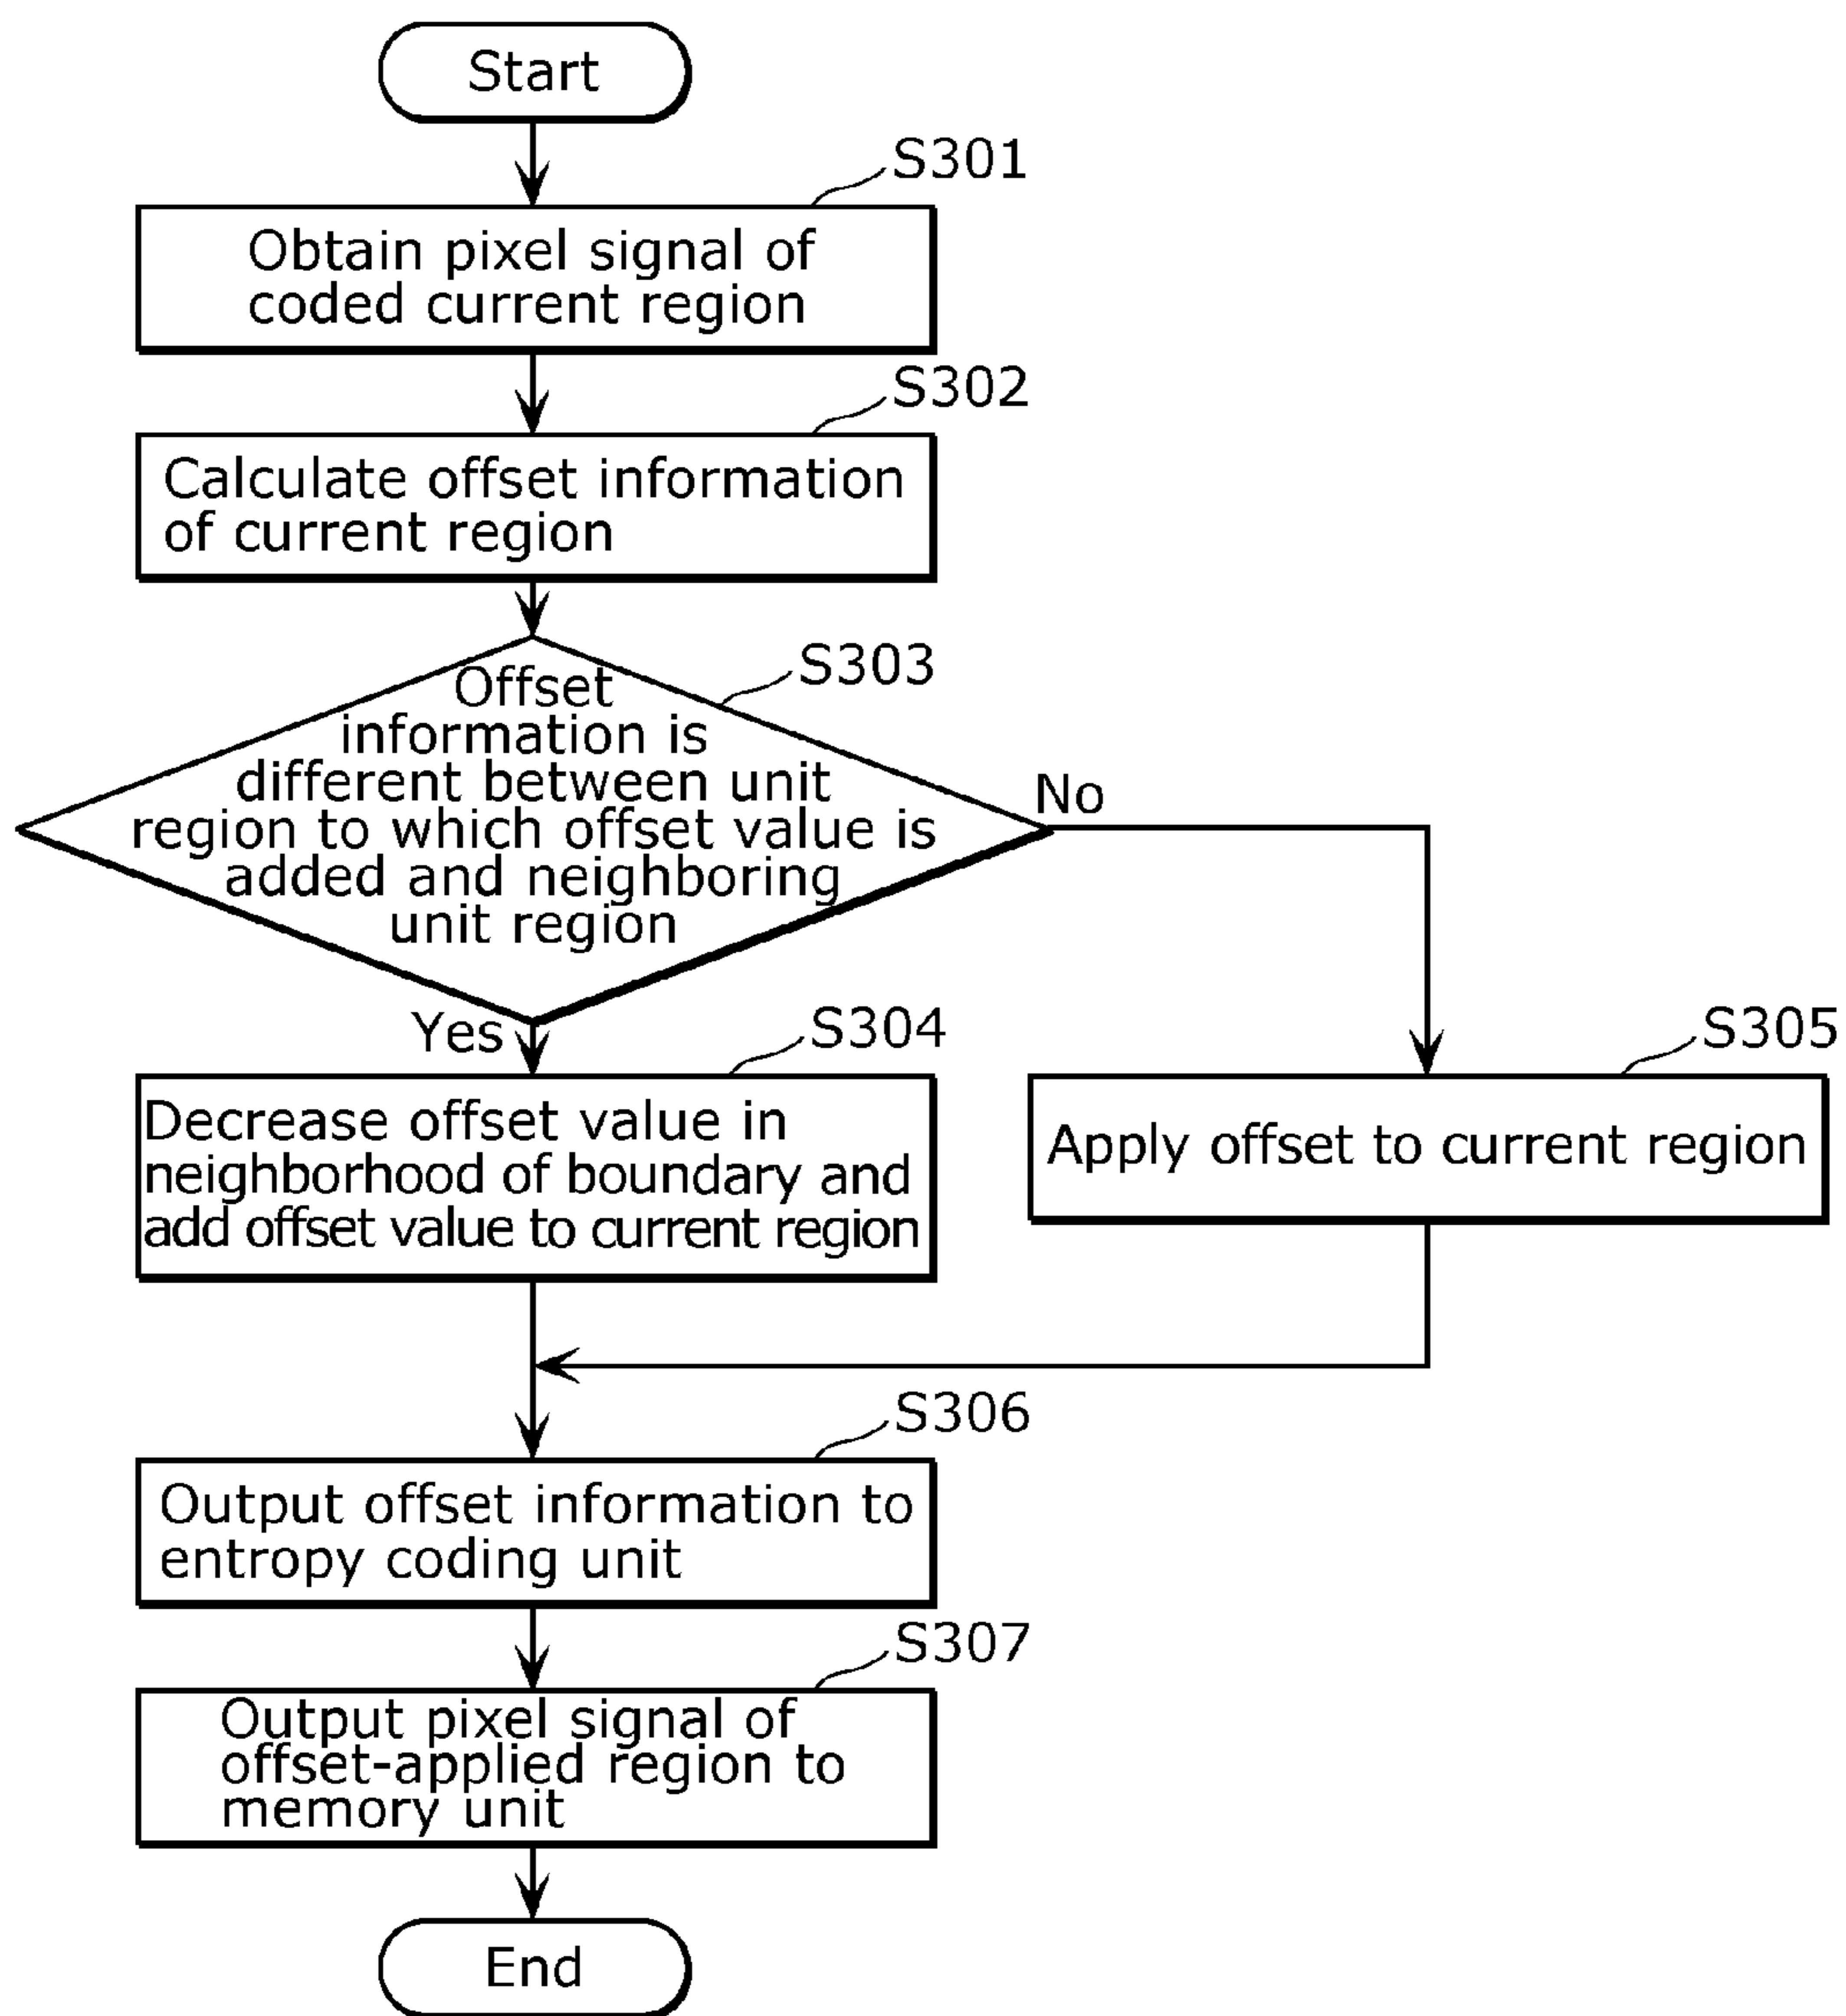 Start
S301
Obtain pixel signal of
coded current region
S302
Calculate offset information
of current region
S303
Offset
information is
different between unit
region to which offset value is
added and neighboring
unit region
No
Yes
S304
Decrease offset value in
neighborhood of boundary and
add offset value to current region
S305
Apply offset to current region
S306
Output offset information to
entropy coding unit
S307
Output pixel signal of
offset-applied region to
memory unit
End